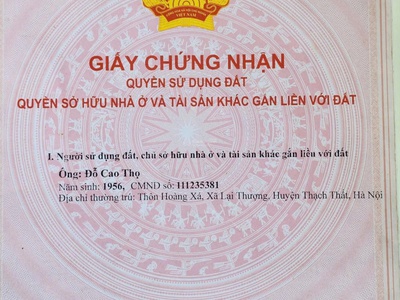 VIỆT NAM
GIẤY CHỨNG NHẬN
QUYỀN SỬ DỤNG ĐẤT
QUYỀN SỞ HỮU NHÀ Ở VÀ TÀI SẢN KHÁC GẮN LIỀN VỚI ĐẤT
I. Người sử dụng đất, chủ sở hữu nhà ở và tài sản khác gắn liền với đất
Ông: Đỗ Cao Thọ
Năm sinh: 1956, CMND số: 111235381
Địa chỉ thường trú: Thôn Hoàng Xá, Xã Lại Thượng, Huyện Thạch Thất, Hà Nội